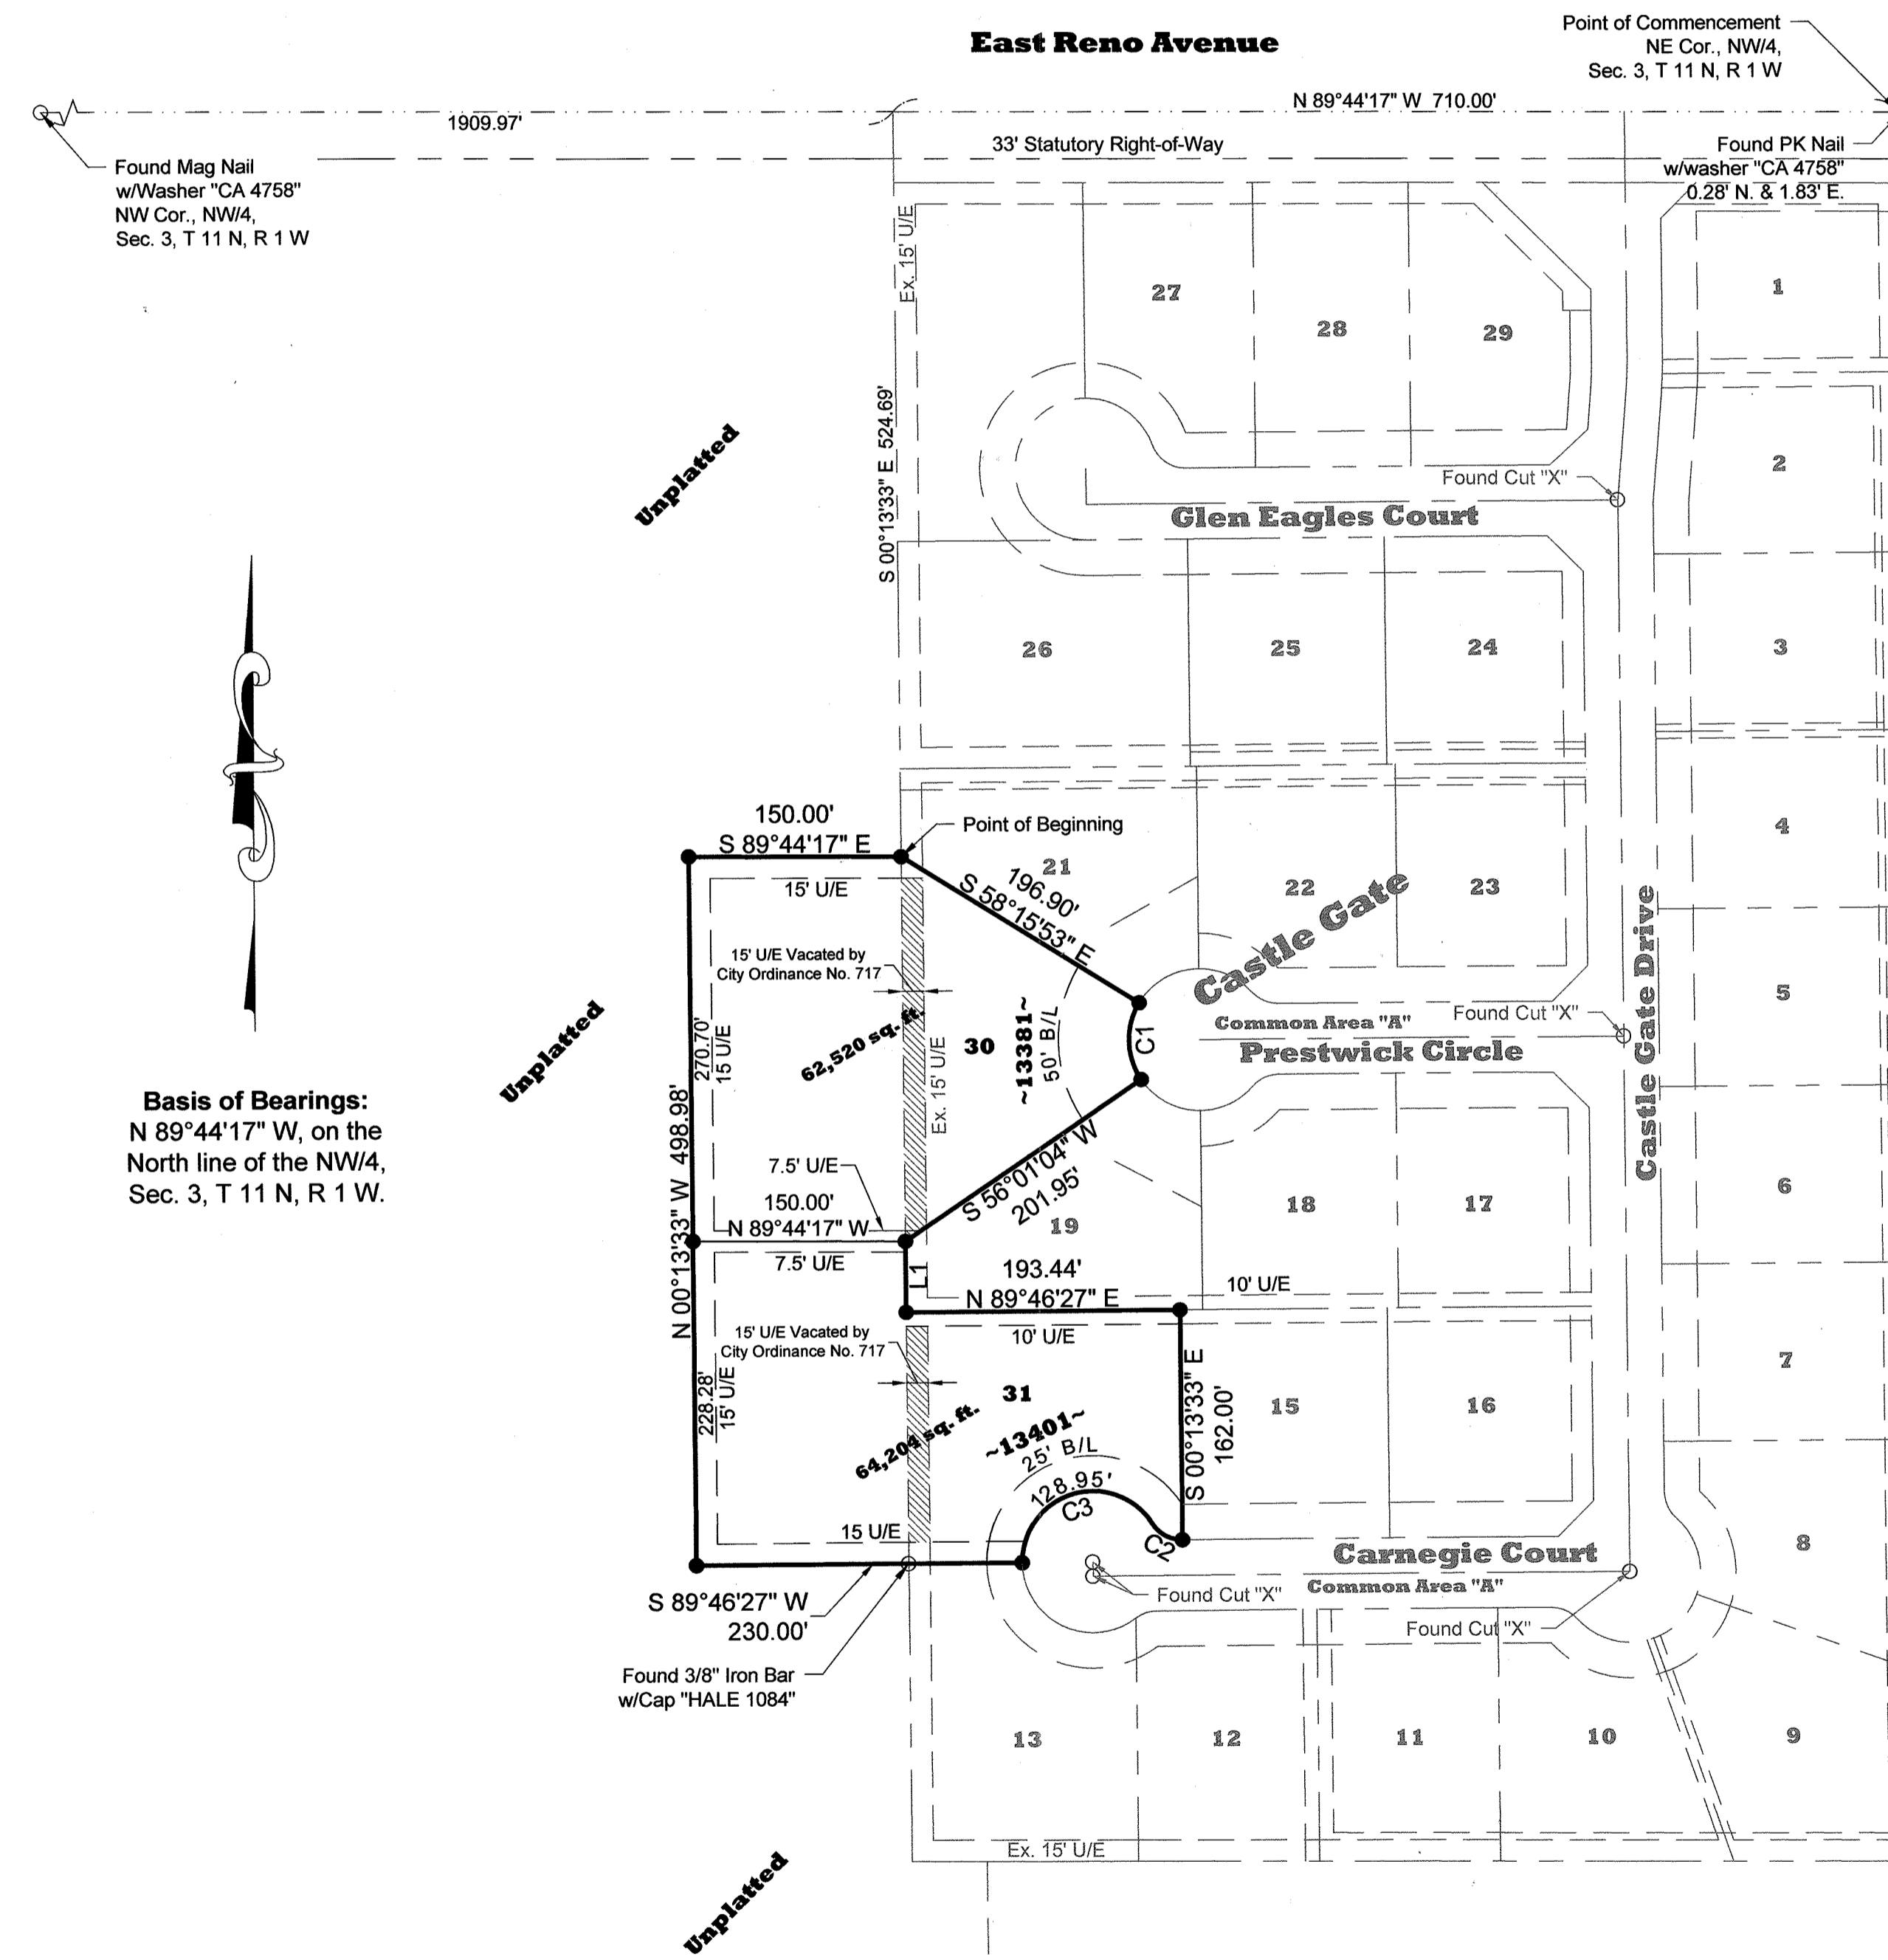 East Reno Avenue
Point of Commencement
NE Cor., NW/4,
Sec. 3, T 11 N, R 1 W
N 89°44'17" W  710.00'
1909.97'
33' Statutory Right-of-Way
Found Mag Nail
w/Washer "CA 4758"
NW Cor., NW/4,
Sec. 3, T 11 N, R 1 W
Found PK Nail
w/washer "CA 4758"
0.28' N. & 1.83' E.
Ex. 15' U/E
27
28
29
1
2
S 00°13'33" E  524.69'
Unplatted
Found Cut "X"
Glen Eagles Court
26
25
24
3
150.00'
S 89°44'17" E
Point of Beginning
4
21
196.90'
S 58°15'53" E
22
23
15' U/E
Castle Gate
Castle Gate Drive
15' U/E Vacated by
City Ordinance No. 717
5
Unplatted
270.70'
15 U/E
62,520 sq. ft.
Ex. 15' U/E
30
~13381~
50' B/L
C1
Common Area "A"
Found Cut "X"
Prestwick Circle
Basis of Bearings:
N 89°44'17" W, on the
North line of the NW/4,
Sec. 3, T 11 N, R 1 W.
N 00°13'33" W  498.98'
7.5' U/E
150.00'
N 89°44'17" W
7.5' U/E
S 56°01'04" W
201.95'
19
18
17
6
L1
193.44'
N 89°46'27" E
10' U/E
10' U/E
15' U/E Vacated by
City Ordinance No. 717
228.28'
15' U/E
31
~13401~
25' B/L
64,204 sq. ft.
S 00°13'33" E
162.00'
15
16
7
128.95'
C3
C2
15 U/E
Carnegie Court
Common Area "A"
8
S 89°46'27" W
230.00'
Found Cut "X"
Found Cut "X"
Found 3/8" Iron Bar
w/Cap "HALE 1084"
13
12
11
10
9
Ex. 15' U/E
Unplatted